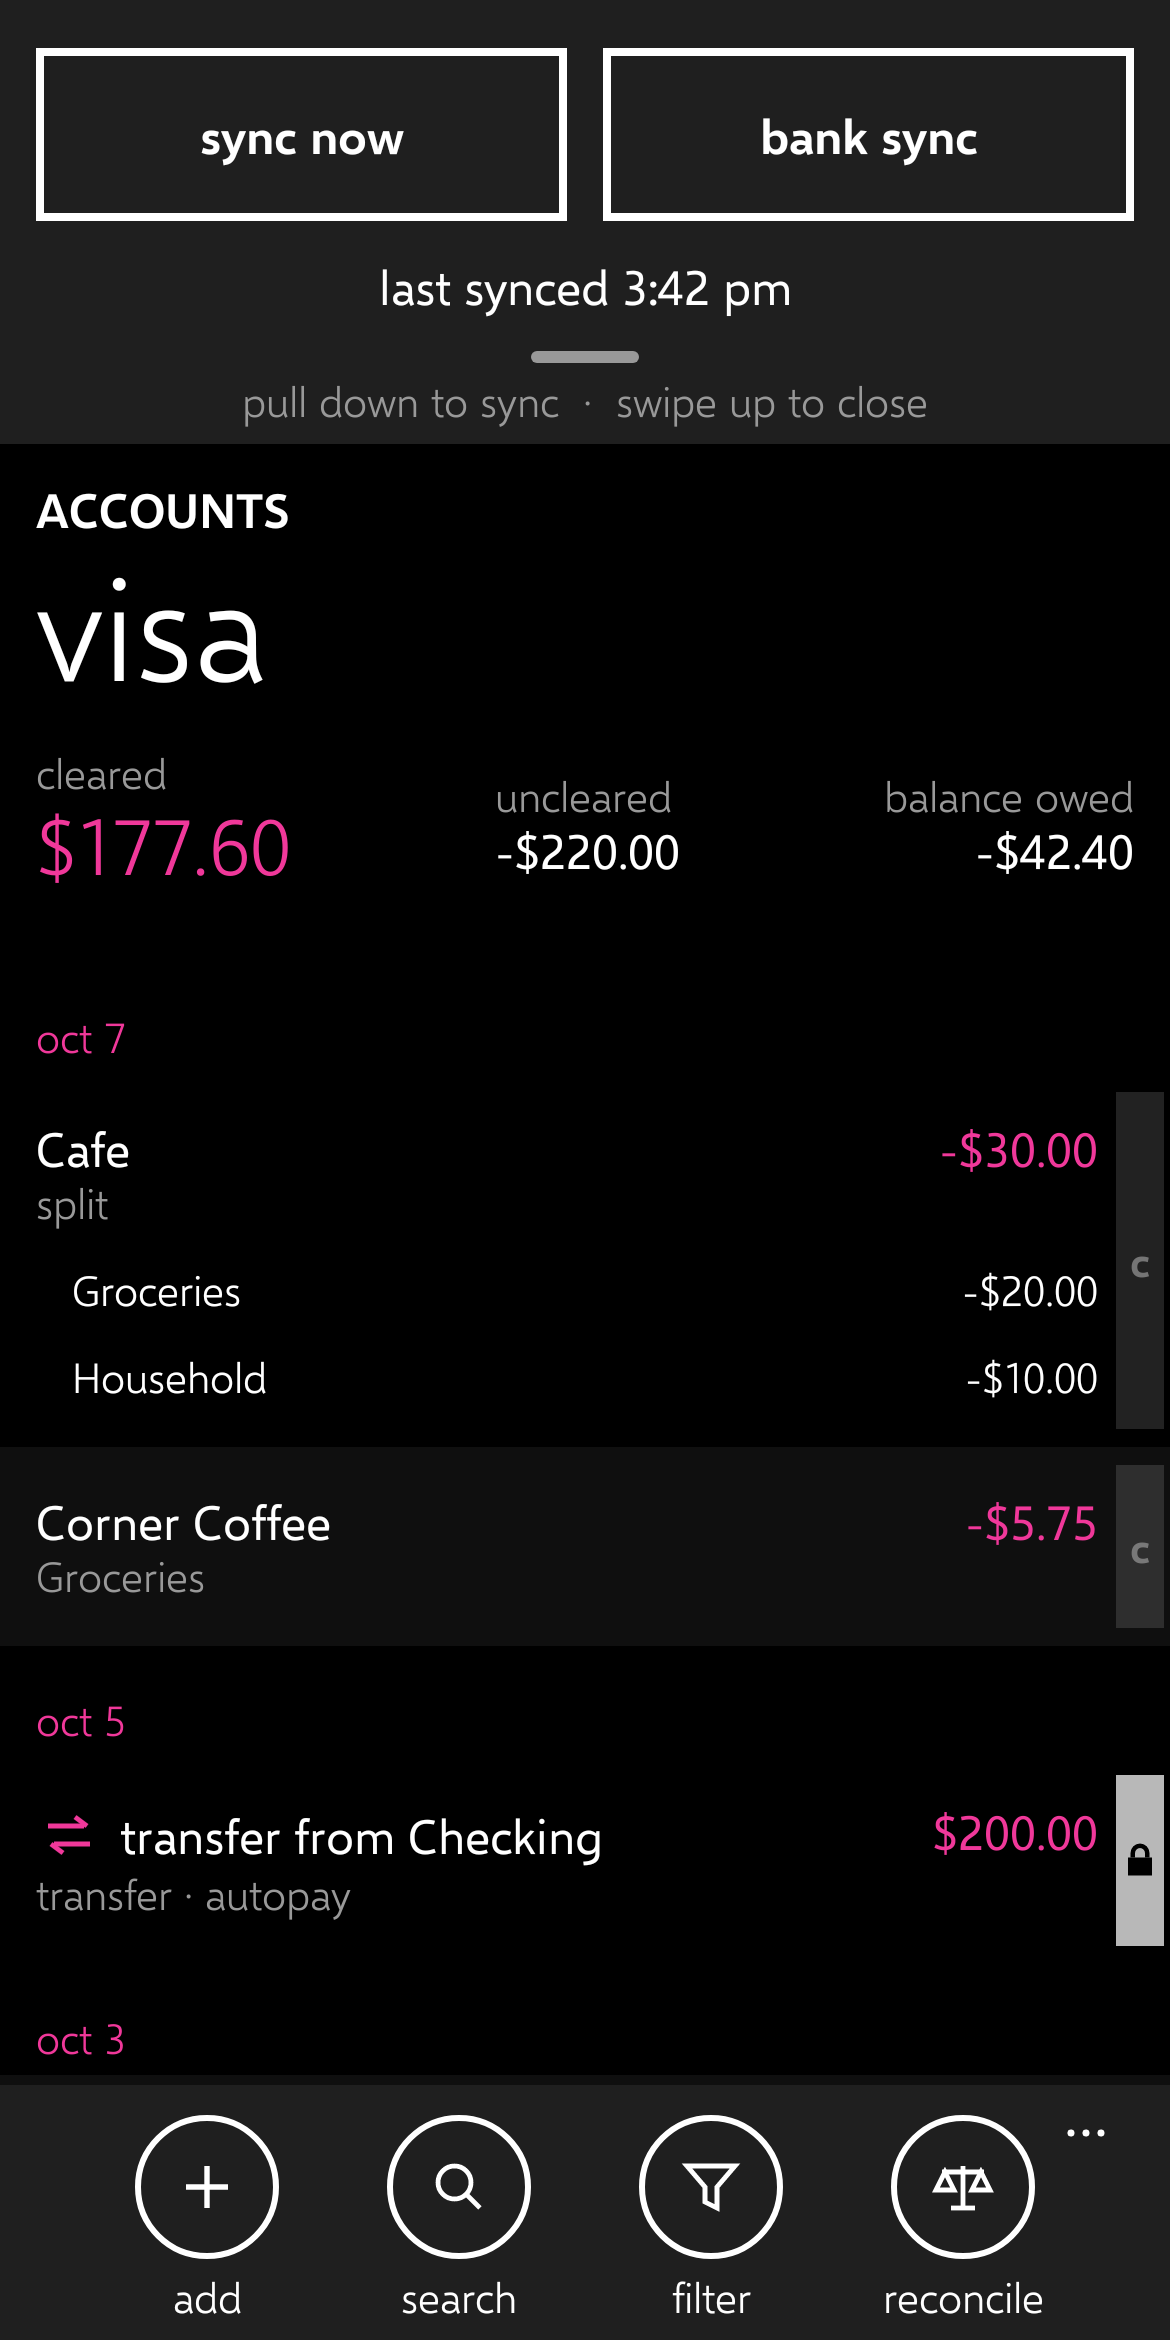 sync now
bank sync
last synced 3:42 pm
pull down to sync · swipe up to close
ACCOUNTS
visa
cleared
$177.60
uncleared
-$220.00
balance owed
-$42.40
oct 7
Cafe -$30.00
split
c
Groceries -$20.00
Household -$10.00
Corner Coffee -$5.75
Groceries
c
oct 5
transfer from Checking $200.00
transfer · autopay
oct 3
...
add
search
filter
reconcile